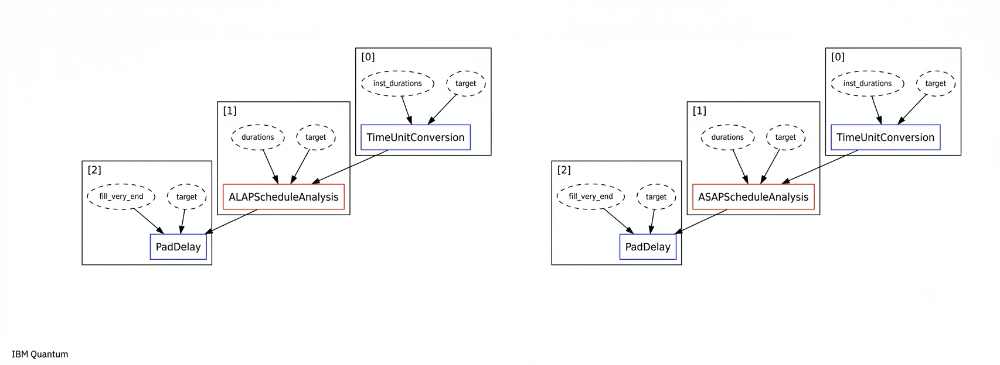 [0]
inst_durations
target
TimeUnitConversion
[1]
durations
target
ALAPScheduleAnalysis
[2]
fill_very_end
target
PadDelay
[0]
inst_durations
target
TimeUnitConversion
[1]
durations
target
ASAPScheduleAnalysis
[2]
fill_very_end
target
PadDelay
IBM Quantum